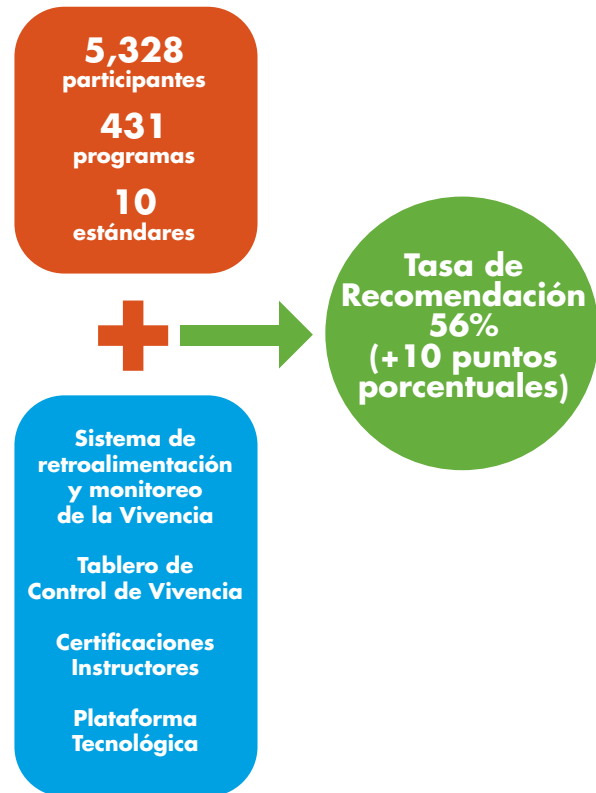 5,328
participantes
431
programas
10
estándares
Tasa de
Recomendación
56%
(+10 puntos
porcentuales)
Sistema de
retroalimentación
y monitoreo
de la Vivencia
Tablero de
Control de Vivencia
Certificaciones
Instructores
Plataforma
Tecnológica